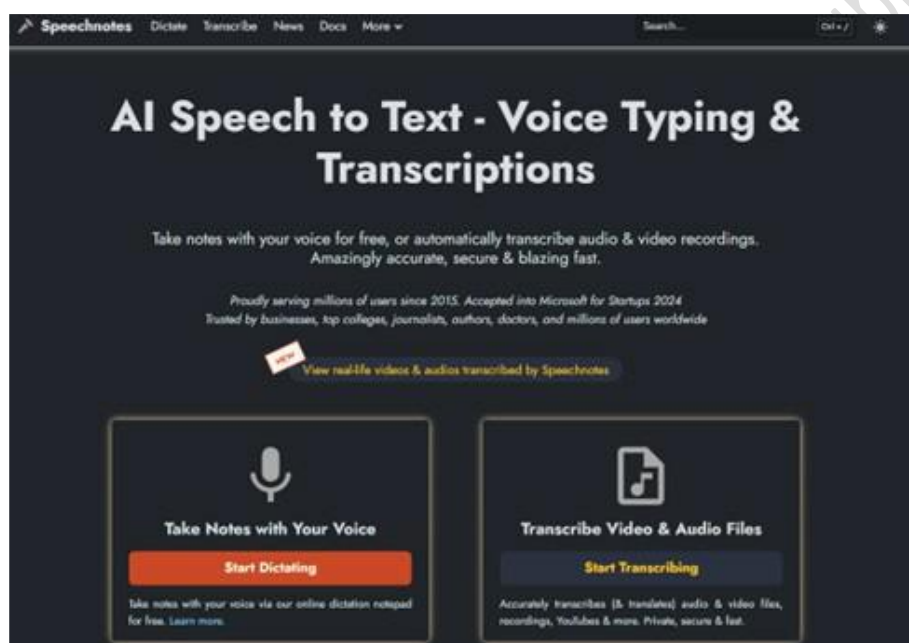 Speechnotes Dictate Transcribe News Docs More Search... Ctrl + /
AI Speech to Text - Voice Typing &
Transcriptions
Take notes with your voice for free, or automatically transcribe audio & video recordings.
Amazingly accurate, secure & blazing fast.
Proudly serving millions of users since 2015. Accepted into Microsoft for Startups 2024
Trusted by businesses, top colleges, journalists, authors, doctors, and millions of users worldwide
NEW
View real-life videos & audios transcribed by Speechnotes
Take Notes with Your Voice
Start Dictating
Take notes with your voice via our online dictation notepad
for free. Learn more.
Transcribe Video & Audio Files
Start Transcribing
Accurately transcribes (& translates) audio & video files,
recordings, YouTubes & more. Private, secure & fast.